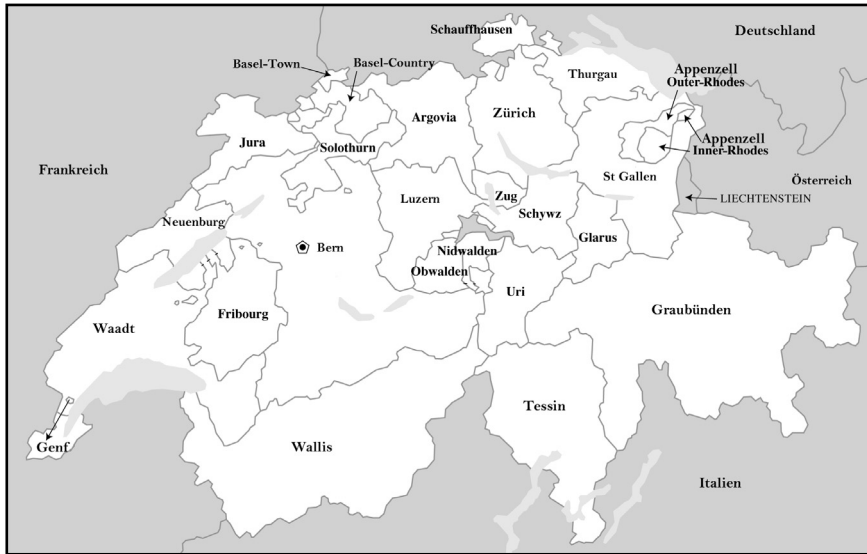 Schauffhausen
Deutschland
Basel-Town
Basel-Country
Thurgau
Appenzell
Outer-Rhodes
Argovia
Zürich
Jura
Solothurn
Appenzell
Inner-Rhodes
Frankreich
St Gallen
Österreich
Luzern
Zug
LIECHTENSTEIN
Neuenburg
Schywz
Bern
Nidwalden
Glarus
Obwalden
Uri
Graubünden
Fribourg
Waadt
Tessin
Genf
Wallis
Italien